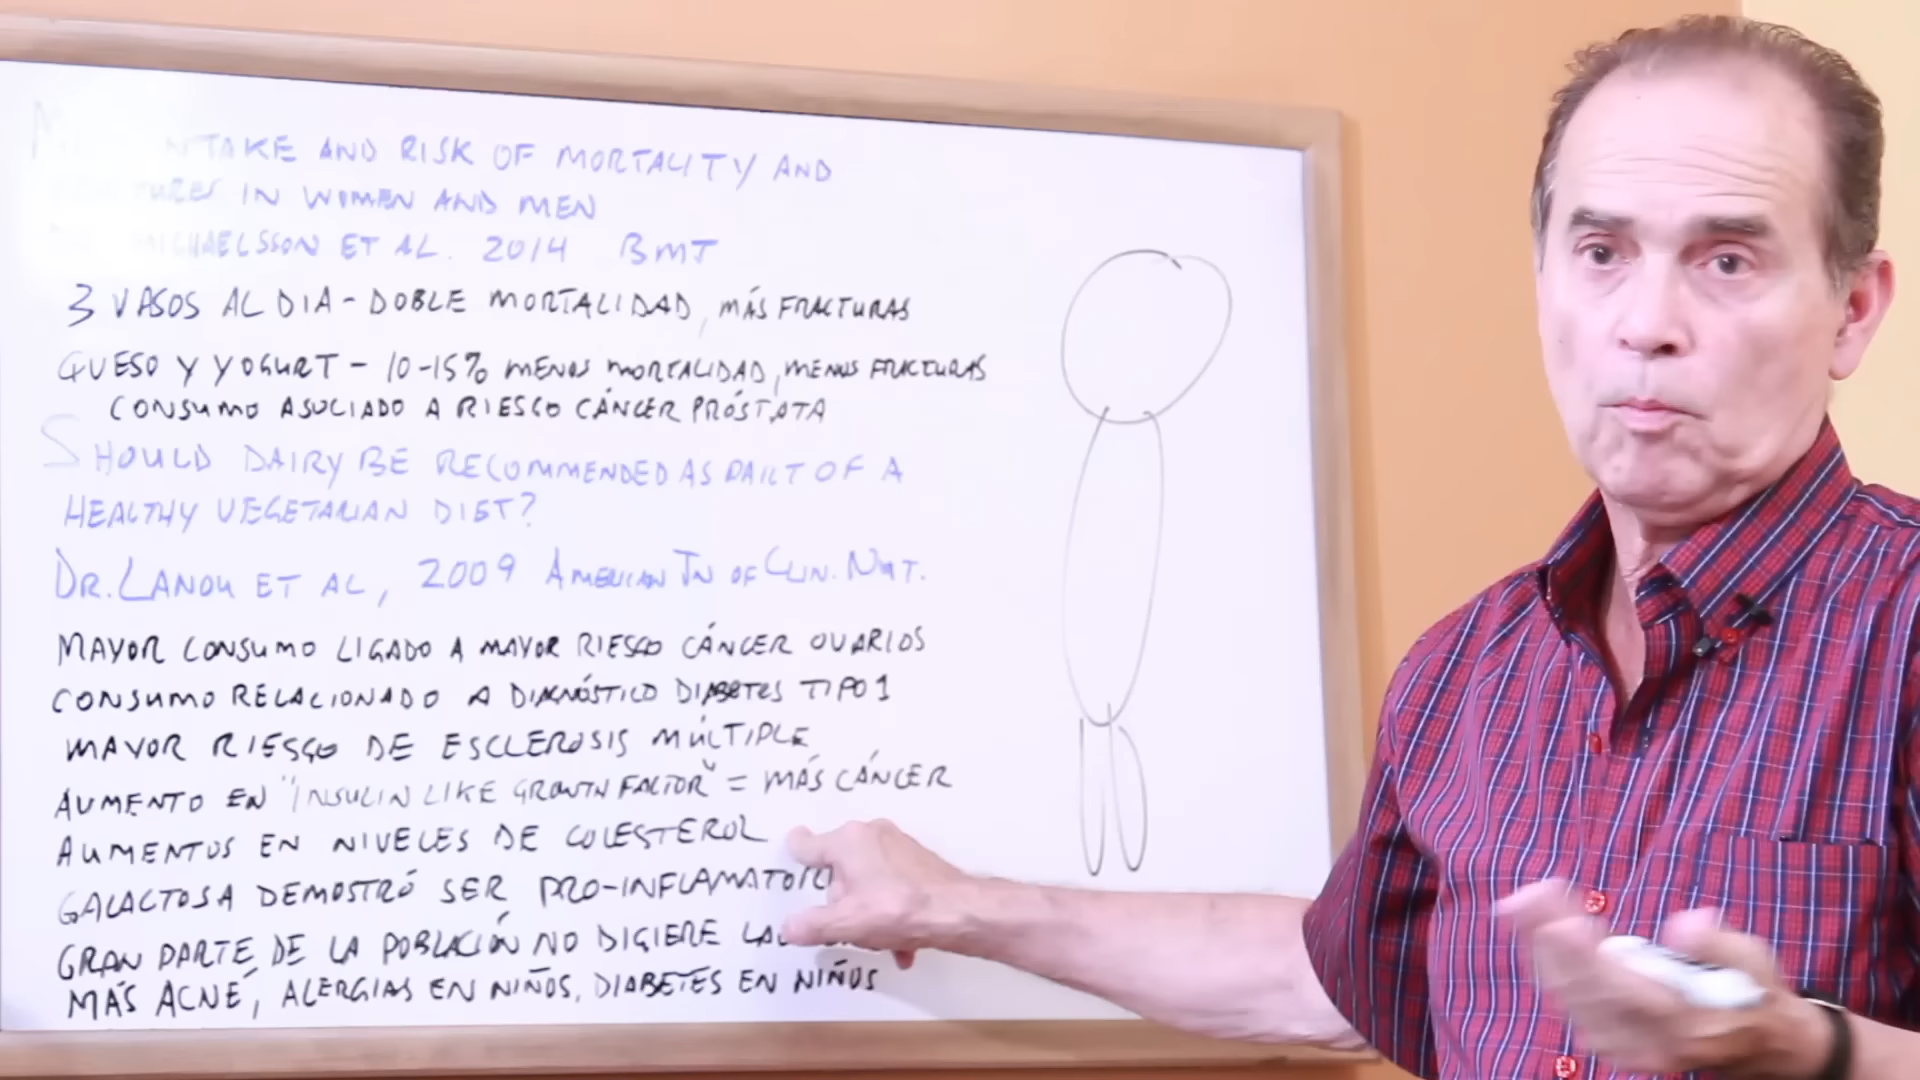 INTAKE AND RISK OF MORTALITY AND
IN WOMEN AND MEN
MICHAELSSON ET AL. 2014 BMJ
3 VASOS AL DIA - DOBLE MORTALIDAD, MÁS FRACTURAS
QUESO Y YOGURT - 10-15% MENOS MORTALIDAD, MENOS FRACTURAS
CONSUMO ASOCIADO A RIESGO CÁNCER PRÓSTATA
SHOULD DAIRY BE RECOMMENDED AS PART OF A
HEALTHY VEGETARIAN DIET?
DR. LANOU ET AL, 2009 AMERICAN JN OF CLIN. NUT.
MAYOR CONSUMO LIGADO A MAYOR RIESGO CÁNCER OVARIOS
CONSUMO RELACIONADO A DIAGNÓSTICO DIABETES TIPO 1
MAYOR RIESGO DE ESCLEROSIS MÚLTIPLE
AUMENTO EN "INSULIN LIKE GROWTH FACTOR" = MÁS CÁNCER
AUMENTOS EN NIVELES DE COLESTEROL
GALACTOSA DEMOSTRÓ SER PRO-INFLAMATORIO
GRAN PARTE DE LA POBLACIÓN NO DIGIERE
MÁS ACNÉ, ALERGIAS EN NIÑOS, DIABETES EN NIÑOS